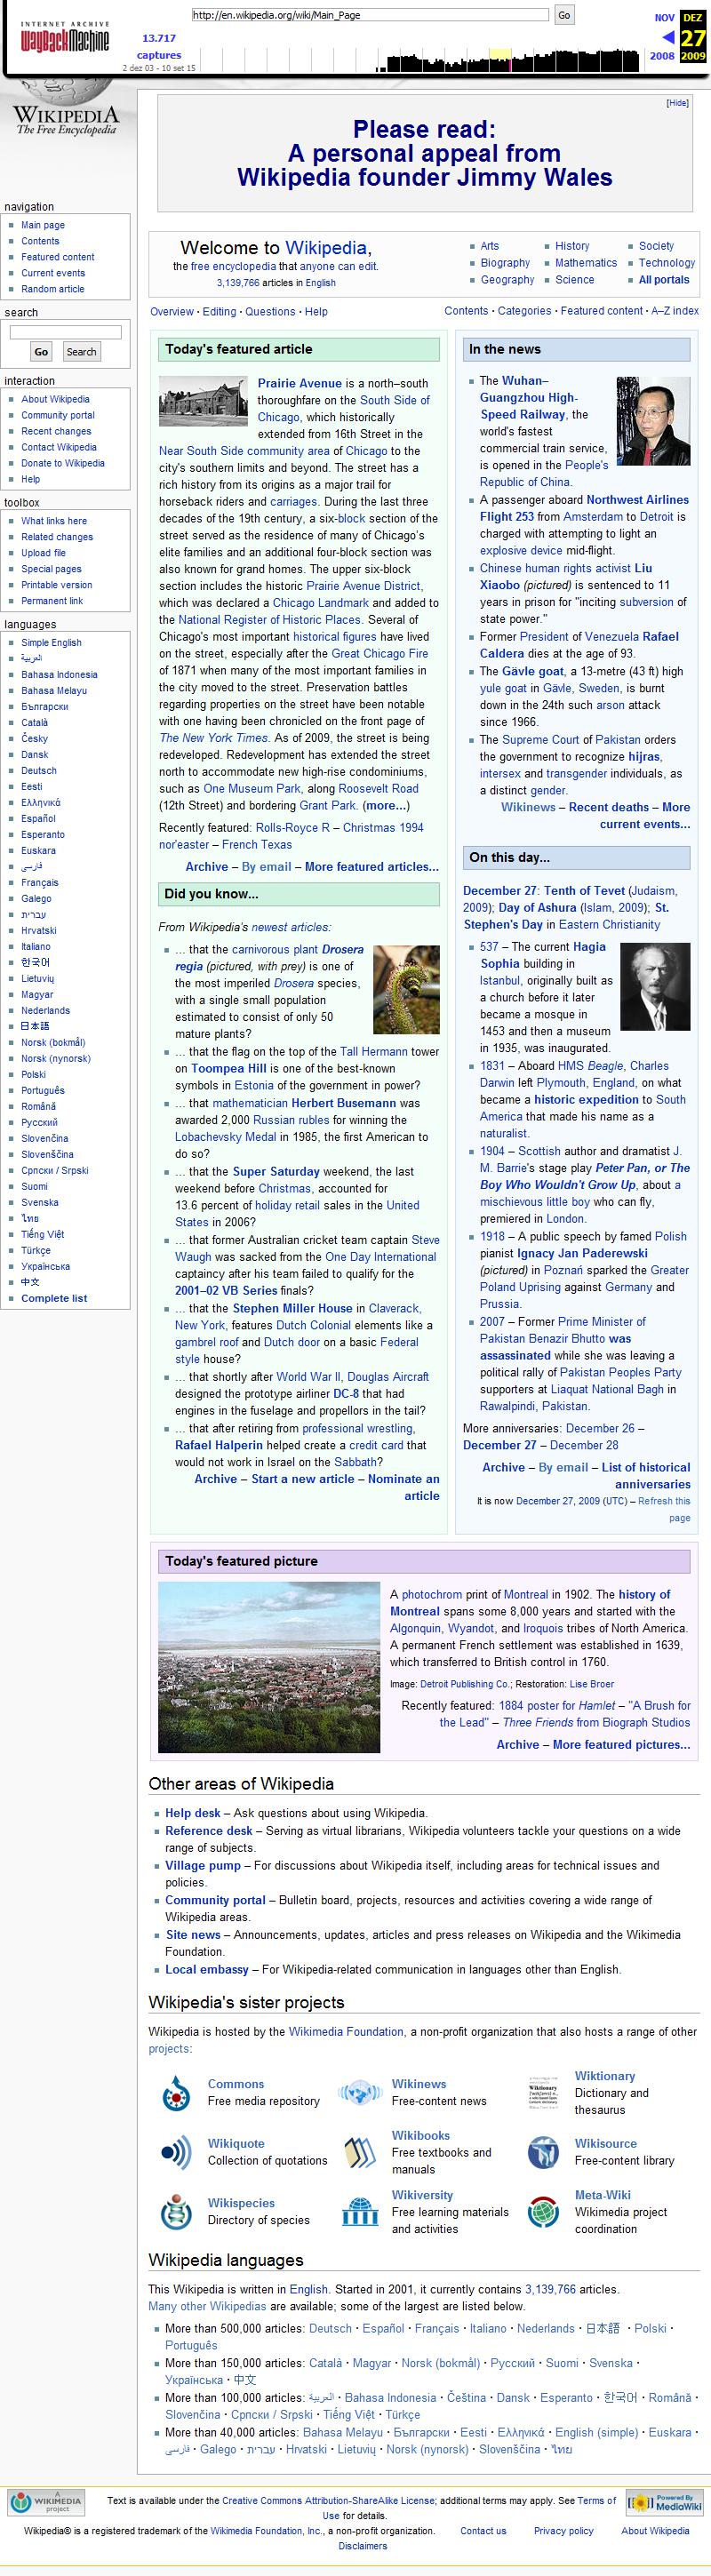 INTERNET ARCHIVE
WayBackMachine
http://en.wikipedia.org/wiki/Main_Page
Go
13.717
captures
2 dez 03 - 10 set 15
NOV
DEZ
27
2008
2009
WIKIPEDIA
The Free Encyclopedia
[Hide]
Please read:
A personal appeal from
Wikipedia founder Jimmy Wales
navigation
Main page
Contents
Featured content
Current events
Random article
search
Go
Search
interaction
About Wikipedia
Community portal
Recent changes
Contact Wikipedia
Donate to Wikipedia
Help
toolbox
What links here
Related changes
Upload file
Special pages
Printable version
Permanent link
languages
Simple English
العربية
Bahasa Indonesia
Bahasa Melayu
Български
Català
Česky
Dansk
Deutsch
Eesti
Ελληνικά
Español
Esperanto
Euskara
فارسی
Français
Galego
עברית
Hrvatski
Italiano
한국어
Lietuvių
Magyar
Nederlands
日本語
Norsk (bokmål)
Norsk (nynorsk)
Polski
Português
Română
Русский
Slovenčina
Slovenščina
Српски / Srpski
Suomi
Svenska
ไทย
Tiếng Việt
Türkçe
Українська
中文
Complete list
Welcome to Wikipedia,
the free encyclopedia that anyone can edit.
3,139,766 articles in English
Arts
Biography
Geography
History
Mathematics
Science
Society
Technology
All portals
Overview · Editing · Questions · Help
Contents · Categories · Featured content · A–Z index
Today's featured article
Prairie Avenue is a north–south
thoroughfare on the South Side of
Chicago, which historically
extended from 16th Street in the
Near South Side community area of Chicago to the
city's southern limits and beyond. The street has a
rich history from its origins as a major trail for
horseback riders and carriages. During the last three
decades of the 19th century, a six-block section of the
street served as the residence of many of Chicago's
elite families and an additional four-block section was
also known for grand homes. The upper six-block
section includes the historic Prairie Avenue District,
which was declared a Chicago Landmark and added to
the National Register of Historic Places. Several of
Chicago's most important historical figures have lived
on the street, especially after the Great Chicago Fire
of 1871 when many of the most important families in
the city moved to the street. Preservation battles
regarding properties on the street have been notable
with one having been chronicled on the front page of
The New York Times. As of 2009, the street is being
redeveloped. Redevelopment has extended the street
north to accommodate new high-rise condominiums,
such as One Museum Park, along Roosevelt Road
(12th Street) and bordering Grant Park. (more...)
Recently featured: Rolls-Royce R – Christmas 1994
nor'easter – French Texas
Archive – By email – More featured articles...
Did you know...
From Wikipedia's newest articles:
... that the carnivorous plant Drosera
regia (pictured, with prey) is one of
the most imperiled Drosera species,
with a single small population
estimated to consist of only 50
mature plants?
... that the flag on the top of the Tall Hermann tower
on Toompea Hill is one of the best-known
symbols in Estonia of the government in power?
... that mathematician Herbert Busemann was
awarded 2,000 Russian rubles for winning the
Lobachevsky Medal in 1985, the first American to
do so?
... that the Super Saturday weekend, the last
weekend before Christmas, accounted for
13.6 percent of holiday retail sales in the United
States in 2006?
... that former Australian cricket team captain Steve
Waugh was sacked from the One Day International
captaincy after his team failed to qualify for the
2001–02 VB Series finals?
... that the Stephen Miller House in Claverack,
New York, features Dutch Colonial elements like a
gambrel roof and Dutch door on a basic Federal
style house?
... that shortly after World War II, Douglas Aircraft
designed the prototype airliner DC-8 that had
engines in the fuselage and propellors in the tail?
... that after retiring from professional wrestling,
Rafael Halperin helped create a credit card that
would not work in Israel on the Sabbath?
Archive – Start a new article – Nominate an
article
In the news
The Wuhan–
Guangzhou High-
Speed Railway, the
world's fastest
commercial train service,
is opened in the People's
Republic of China.
A passenger aboard Northwest Airlines
Flight 253 from Amsterdam to Detroit is
charged with attempting to light an
explosive device mid-flight.
Chinese human rights activist Liu
Xiaobo (pictured) is sentenced to 11
years in prison for "inciting subversion of
state power."
Former President of Venezuela Rafael
Caldera dies at the age of 93.
The Gävle goat, a 13-metre (43 ft) high
yule goat in Gävle, Sweden, is burnt
down in the 24th such arson attack
since 1966.
The Supreme Court of Pakistan orders
the government to recognize hijras,
intersex and transgender individuals, as
a distinct gender.
Wikinews – Recent deaths – More
current events...
On this day...
December 27: Tenth of Tevet (Judaism,
2009); Day of Ashura (Islam, 2009); St.
Stephen's Day in Eastern Christianity
537 – The current Hagia
Sophia building in
Istanbul, originally built as
a church before it later
became a mosque in
1453 and then a museum
in 1935, was inaugurated.
1831 – Aboard HMS Beagle, Charles
Darwin left Plymouth, England, on what
became a historic expedition to South
America that made his name as a
naturalist.
1904 – Scottish author and dramatist J.
M. Barrie's stage play Peter Pan, or The
Boy Who Wouldn't Grow Up, about a
mischievous little boy who can fly,
premiered in London.
1918 – A public speech by famed Polish
pianist Ignacy Jan Paderewski
(pictured) in Poznań sparked the Greater
Poland Uprising against Germany and
Prussia.
2007 – Former Prime Minister of
Pakistan Benazir Bhutto was
assassinated while she was leaving a
political rally of Pakistan Peoples Party
supporters at Liaquat National Bagh in
Rawalpindi, Pakistan.
More anniversaries: December 26 –
December 27 – December 28
Archive – By email – List of historical
anniversaries
It is now December 27, 2009 (UTC) – Refresh this
page
Today's featured picture
A photochrom print of Montreal in 1902. The history of
Montreal spans some 8,000 years and started with the
Algonquin, Wyandot, and Iroquois tribes of North America.
A permanent French settlement was established in 1639,
which transferred to British control in 1760.
Image: Detroit Publishing Co.; Restoration: Lise Broer
Recently featured: 1884 poster for Hamlet – "A Brush for
the Lead" – Three Friends from Biograph Studios
Archive – More featured pictures...
Other areas of Wikipedia
Help desk – Ask questions about using Wikipedia.
Reference desk – Serving as virtual librarians, Wikipedia volunteers tackle your questions on a wide
range of subjects.
Village pump – For discussions about Wikipedia itself, including areas for technical issues and
policies.
Community portal – Bulletin board, projects, resources and activities covering a wide range of
Wikipedia areas.
Site news – Announcements, updates, articles and press releases on Wikipedia and the Wikimedia
Foundation.
Local embassy – For Wikipedia-related communication in languages other than English.
Wikipedia's sister projects
Wikipedia is hosted by the Wikimedia Foundation, a non-profit organization that also hosts a range of other
projects:
Commons
Free media repository
Wikinews
Free-content news
Wiktionary
Dictionary and
thesaurus
Wikiquote
Collection of quotations
Wikibooks
Free textbooks and
manuals
Wikisource
Free-content library
Wikispecies
Directory of species
Wikiversity
Free learning materials
and activities
Meta-Wiki
Wikimedia project
coordination
Wikipedia languages
This Wikipedia is written in English. Started in 2001, it currently contains 3,139,766 articles.
Many other Wikipedias are available; some of the largest are listed below.
More than 500,000 articles: Deutsch · Español · Français · Italiano · Nederlands · 日本語 · Polski ·
Português
More than 150,000 articles: Català · Magyar · Norsk (bokmål) · Русский · Suomi · Svenska ·
Українська · 中文
More than 100,000 articles: العربية · Bahasa Indonesia · Čeština · Dansk · Esperanto · 한국어 · Română ·
Slovenčina · Српски / Srpski · Tiếng Việt · Türkçe
More than 40,000 articles: Bahasa Melayu · Български · Eesti · Ελληνικά · English (simple) · Euskara ·
فارسی · Galego · עברית · Hrvatski · Lietuvių · Norsk (nynorsk) · Slovenščina · ไทย
A WIKIMEDIA project
Text is available under the Creative Commons Attribution-ShareAlike License; additional terms may apply. See Terms of
Use for details.
Powered By MediaWiki
Wikipedia® is a registered trademark of the Wikimedia Foundation, Inc., a non-profit organization. Contact us Privacy policy About Wikipedia
Disclaimers